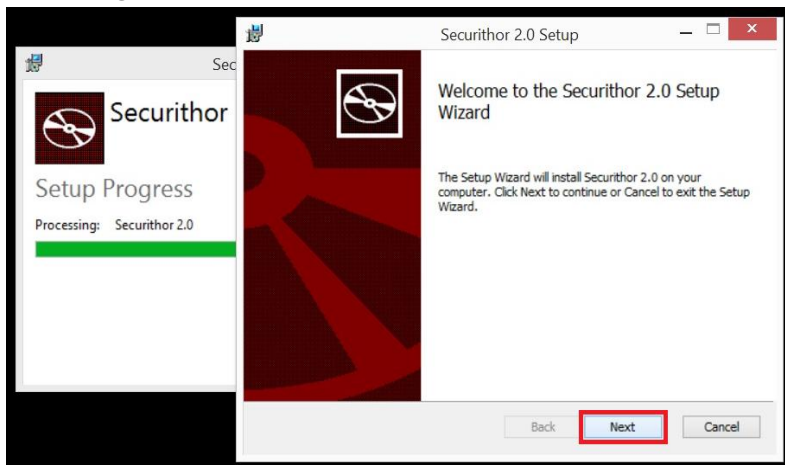 Sec
Securithor
Setup Progress
Processing: Securithor 2.0
Securithor 2.0 Setup
Welcome to the Securithor 2.0 Setup
Wizard
The Setup Wizard will install Securithor 2.0 on your
computer. Click Next to continue or Cancel to exit the Setup
Wizard.
Back Next Cancel